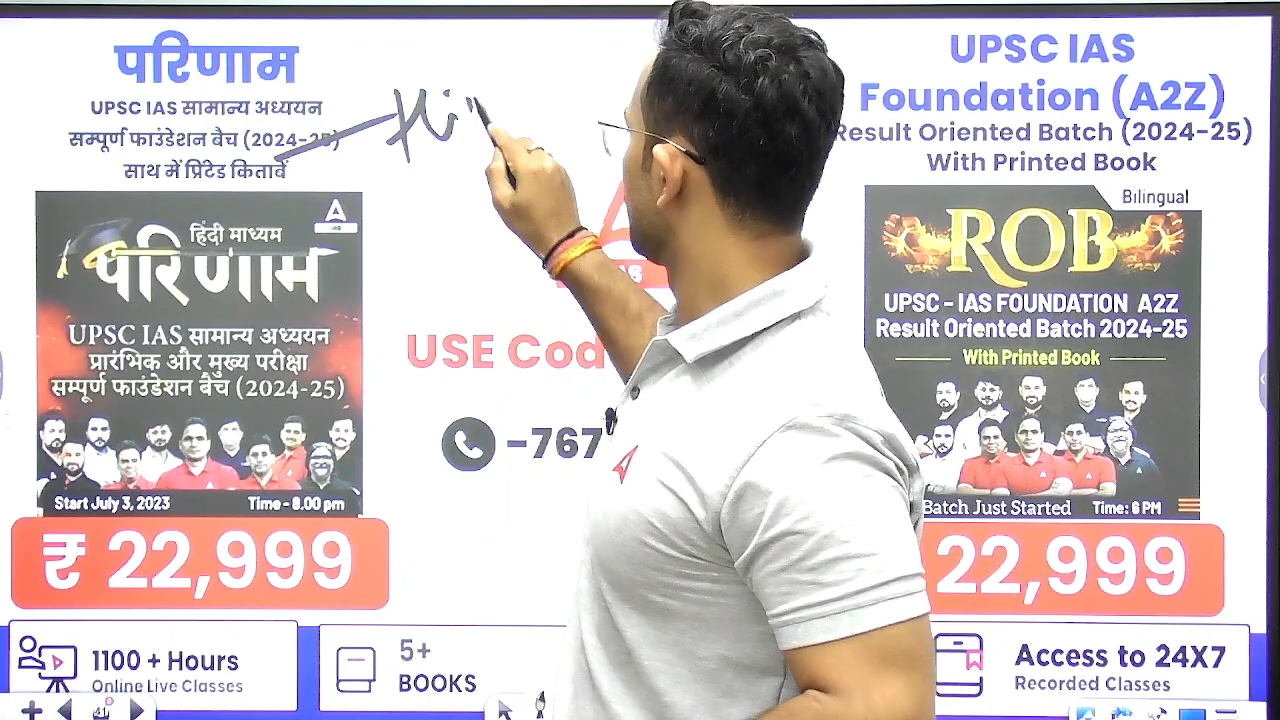 परिणाम
UPSC IAS सामान्य अध्ययन
सम्पूर्ण फाउंडेशन बैच (2024-25)
साथ में प्रिंटेड किताबें
Hi
हिंदी माध्यम
परिणाम
UPSC IAS सामान्य अध्ययन
प्रारंभिक और मुख्य परीक्षा
सम्पूर्ण फाउंडेशन बैच (2024-25)
Start July 3, 2023
Time - 8.00 pm
₹ 22,999
USE Cod
-767
UPSC IAS
Foundation (A2Z)
Result Oriented Batch (2024-25)
With Printed Book
Bilingual
ROB
UPSC - IAS FOUNDATION A2Z
Result Oriented Batch 2024-25
With Printed Book
Batch Just Started
Time: 6 PM
22,999
1100 + Hours
Online Live Classes
5+
BOOKS
Access to 24X7
Recorded Classes
41